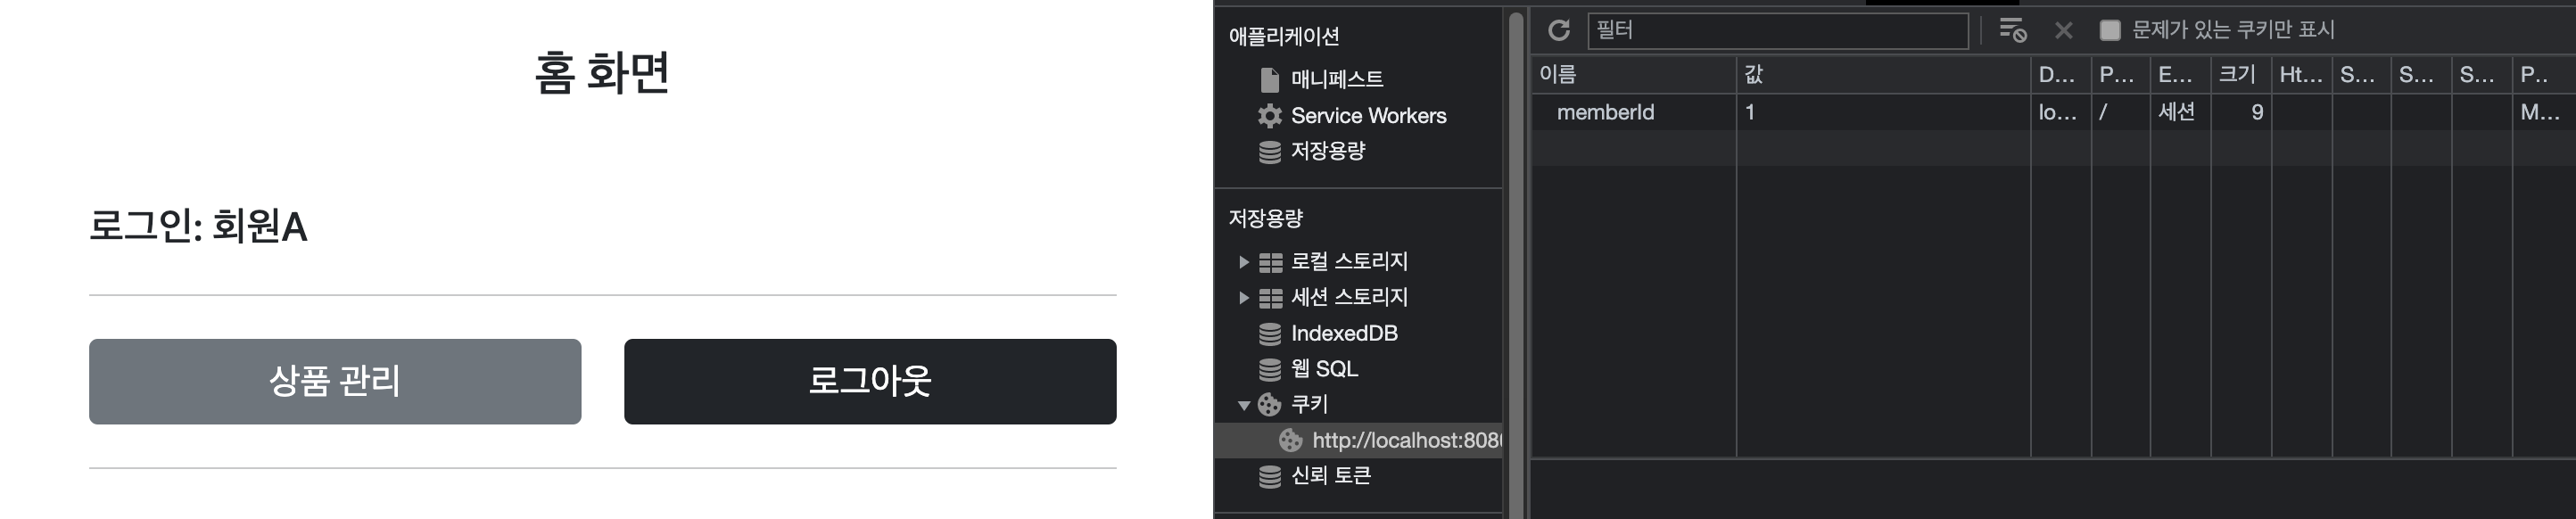 홈 화면
로그인: 회원A
상품 관리
로그아웃
애플리케이션
매니페스트
Service Workers
저장용량
저장용량
로컬 스토리지
세션 스토리지
IndexedDB
웹 SQL
쿠키
http://localhost:808
신뢰 토큰
필터
문제가 있는 쿠키만 표시
이름 값 D... P... E... 크기 Ht... S... S... S... P..
memberId 1 lo... / 세션 9 M...